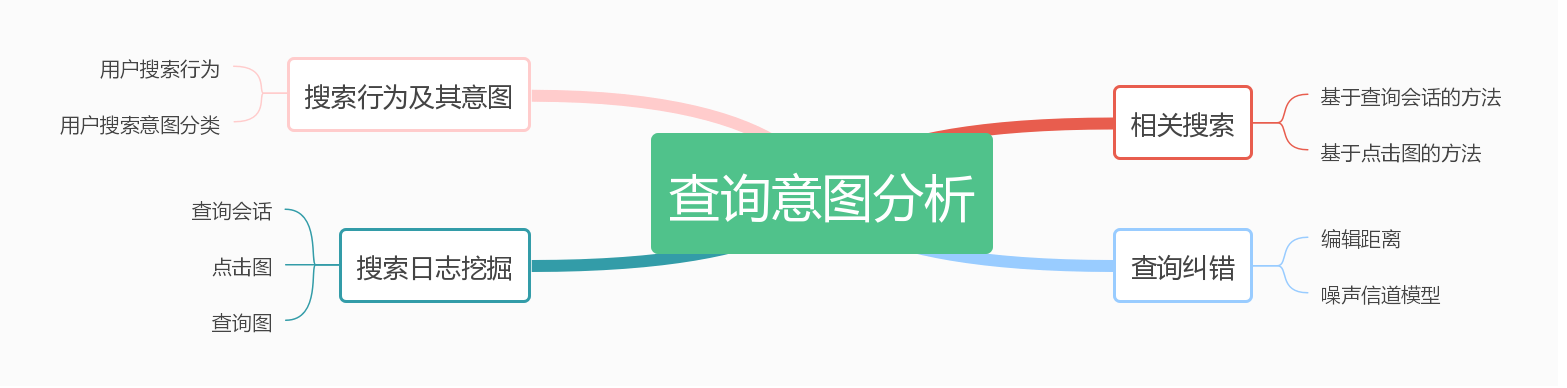 查询意图分析
搜索行为及其意图
用户搜索行为
用户搜索意图分类
搜索日志挖掘
查询会话
点击图
查询图
相关搜索
基于查询会话的方法
基于点击图的方法
查询纠错
编辑距离
噪声信道模型